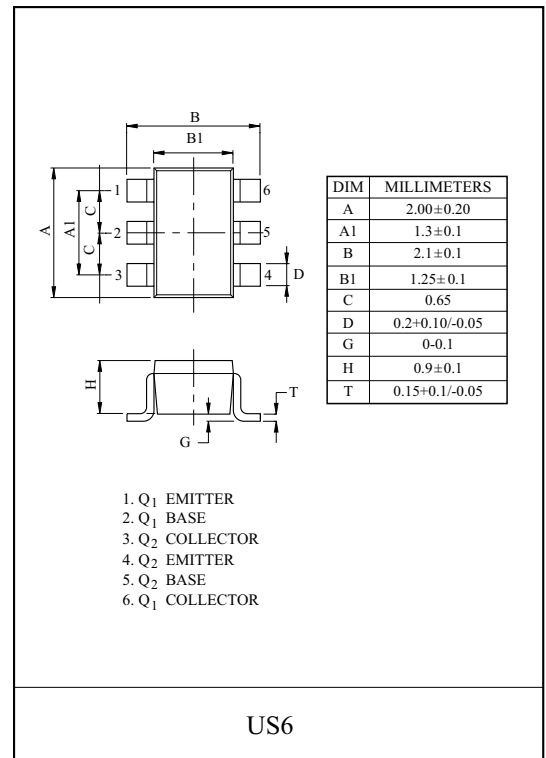 B
B1
1
6
A
A1
C
2
5
C
3
4
D
DIM MILLIMETERS
A 2.00±0.20
A1 1.3±0.1
B 2.1±0.1
B1 1.25±0.1
C 0.65
D 0.2+0.10/-0.05
G 0-0.1
H 0.9±0.1
T 0.15+0.1/-0.05
H
T
G
1. Q1 EMITTER
2. Q1 BASE
3. Q2 COLLECTOR
4. Q2 EMITTER
5. Q2 BASE
6. Q1 COLLECTOR
US6